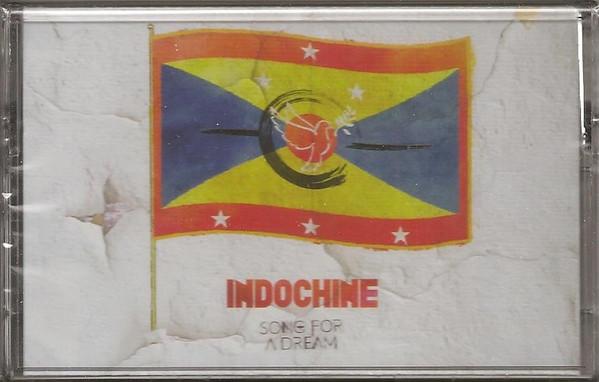 INDOCHINE
SONG FOR
A DREAM